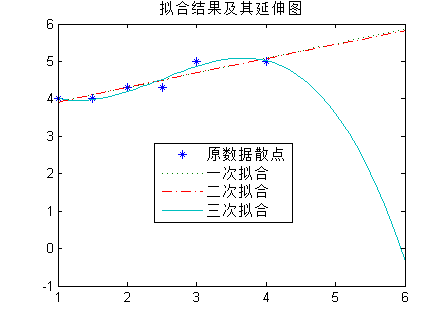 拟合结果及其延伸图
6
5
4
3
2
1
0
-1
原数据散点
一次拟合
二次拟合
三次拟合
1 2 3 4 5 6